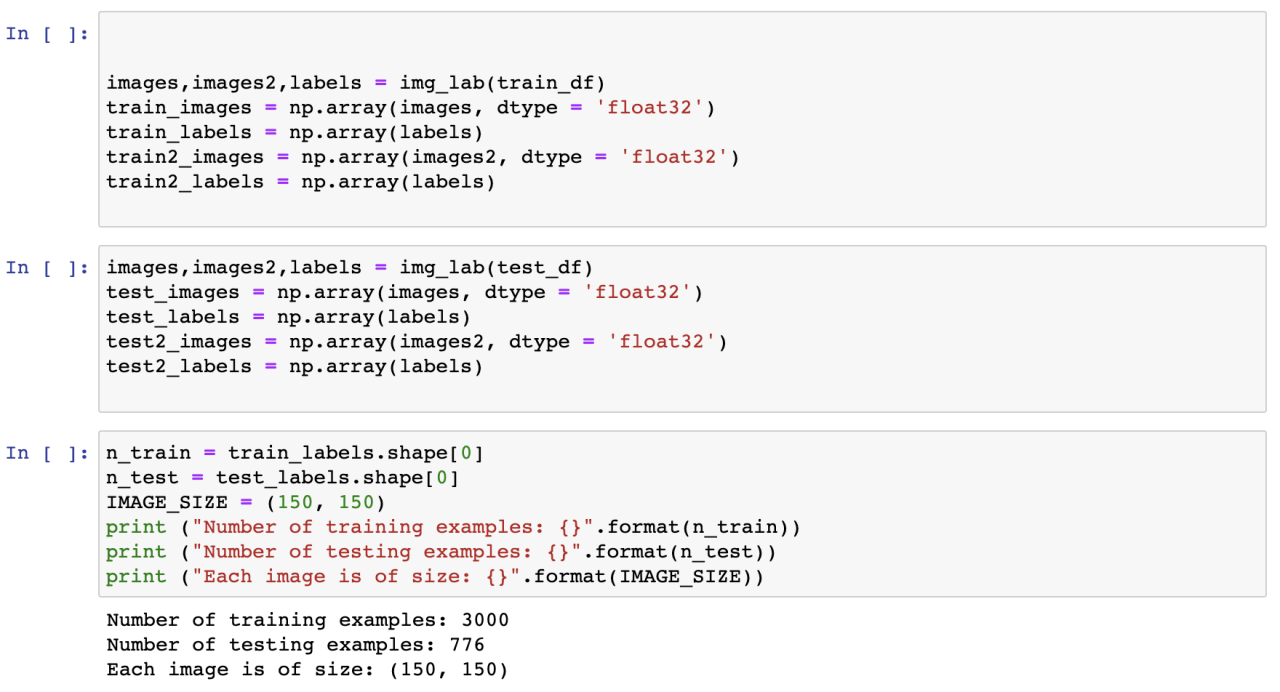 In [ ]:
images,images2,labels = img_lab(train_df)
train_images = np.array(images, dtype = 'float32')
train_labels = np.array(labels)
train2_images = np.array(images2, dtype = 'float32')
train2_labels = np.array(labels)
In [ ]: images,images2,labels = img_lab(test_df)
test_images = np.array(images, dtype = 'float32')
test_labels = np.array(labels)
test2_images = np.array(images2, dtype = 'float32')
test2_labels = np.array(labels)
In [ ]: n_train = train_labels.shape[0]
n_test = test_labels.shape[0]
IMAGE_SIZE = (150, 150)
print ("Number of training examples: {}".format(n_train))
print ("Number of testing examples: {}".format(n_test))
print ("Each image is of size: {}".format(IMAGE_SIZE))
Number of training examples: 3000
Number of testing examples: 776
Each image is of size: (150, 150)